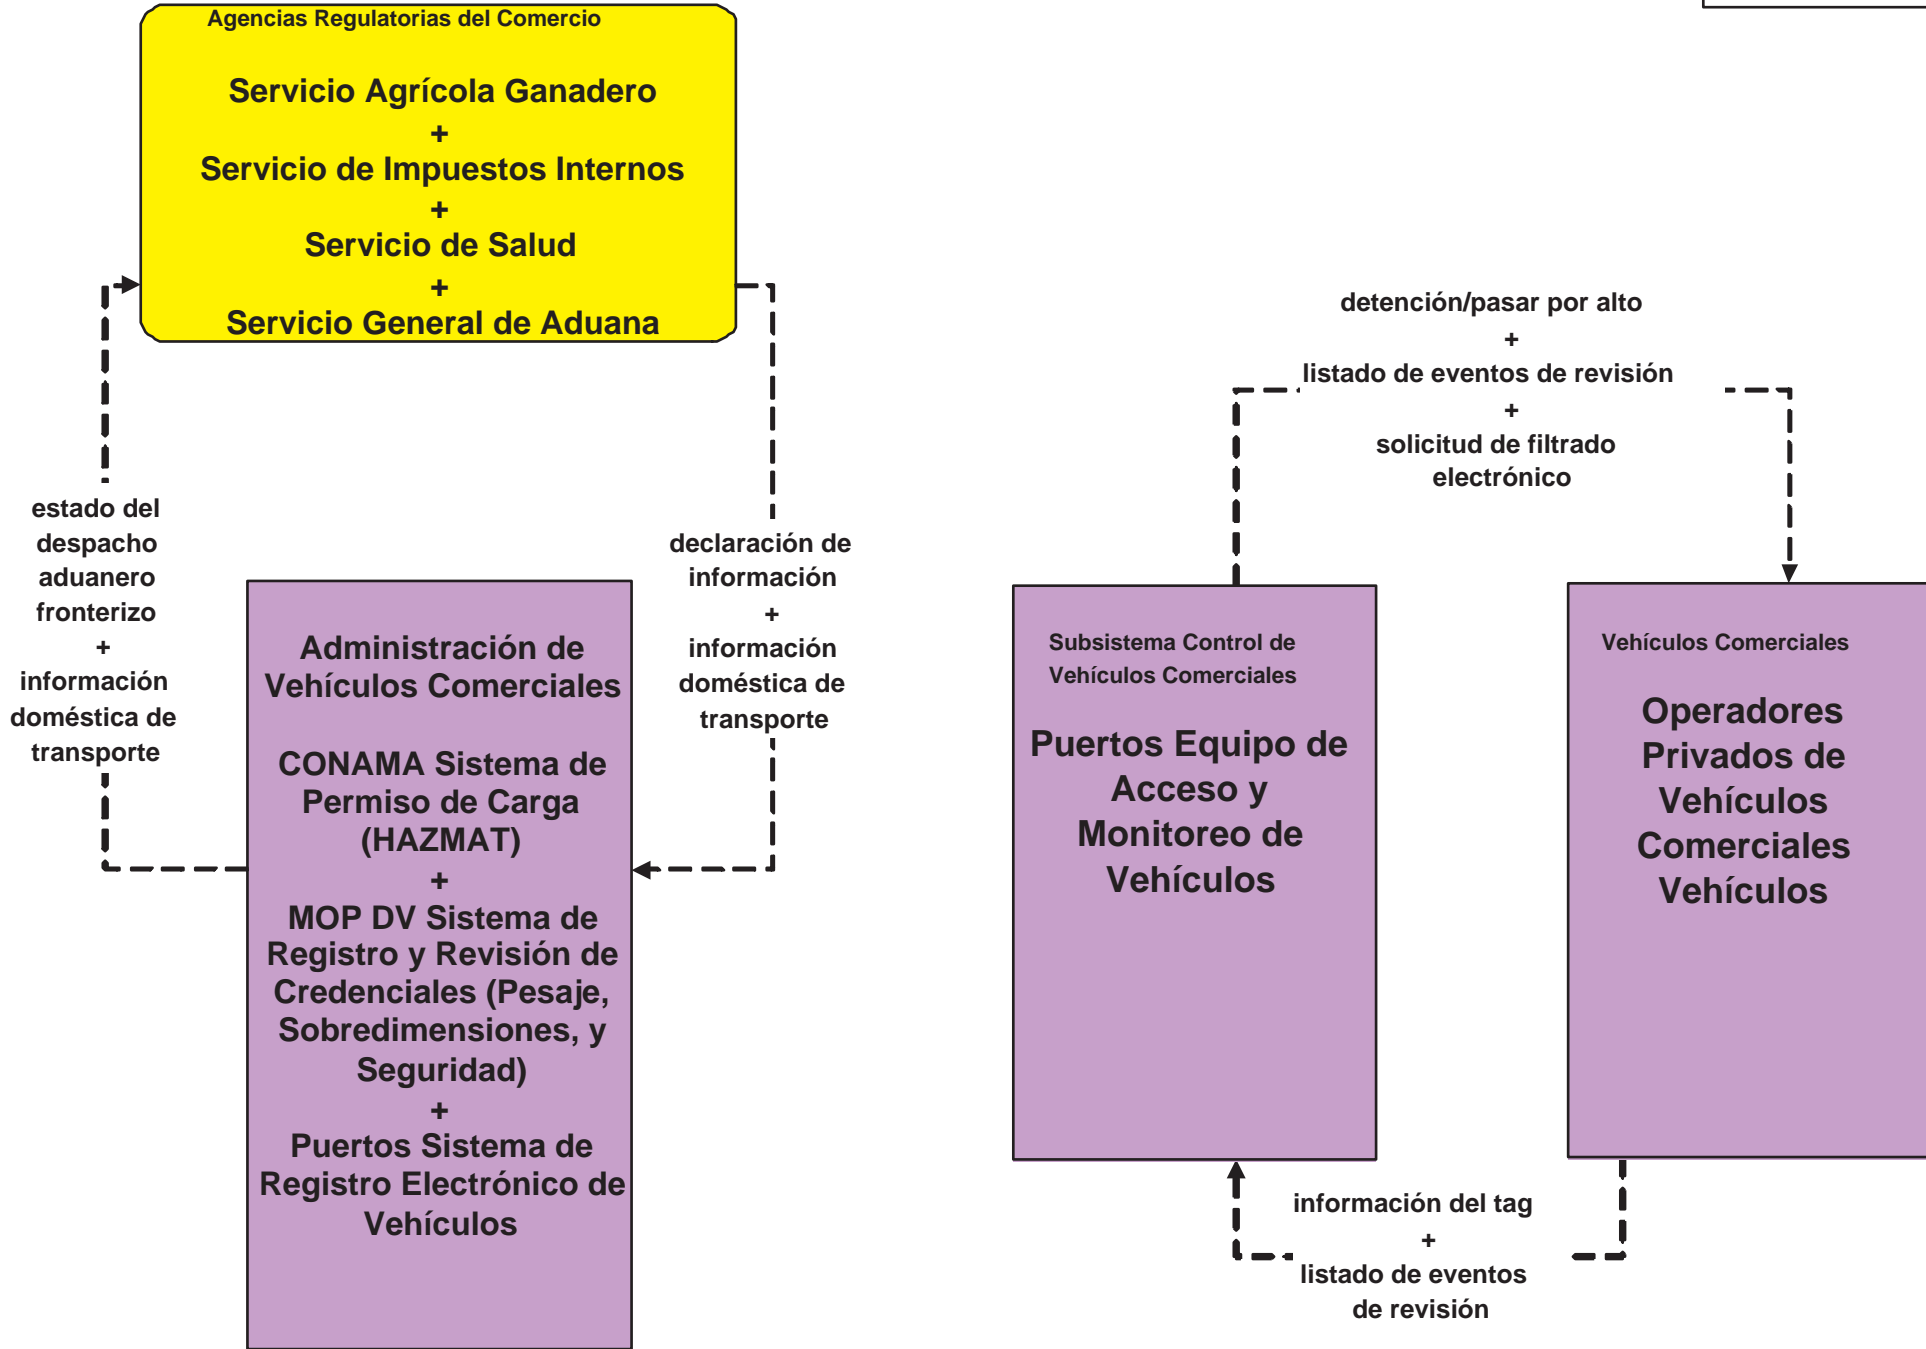 Agencias Regulatorias del Comercio
Servicio Agrícola Ganadero
+
Servicio de Impuestos Internos
+
Servicio de Salud
+
Servicio General de Aduana
estado del
despacho
aduanero
fronterizo
+
información
doméstica de
transporte
declaración de
información
+
información
doméstica de
transporte
Administración de
Vehículos Comerciales
CONAMA Sistema de
Permiso de Carga
(HAZMAT)
+
MOP DV Sistema de
Registro y Revisión de
Credenciales (Pesaje,
Sobredimensiones, y
Seguridad)
+
Puertos Sistema de
Registro Electrónico de
Vehículos
detención/pasar por alto
+
listado de eventos de revisión
+
solicitud de filtrado
electrónico
Subsistema Control de
Vehículos Comerciales
Puertos Equipo de
Acceso y
Monitoreo de
Vehículos
Vehículos Comerciales
Operadores
Privados de
Vehículos
Comerciales
Vehículos
información del tag
+
listado de eventos
de revisión